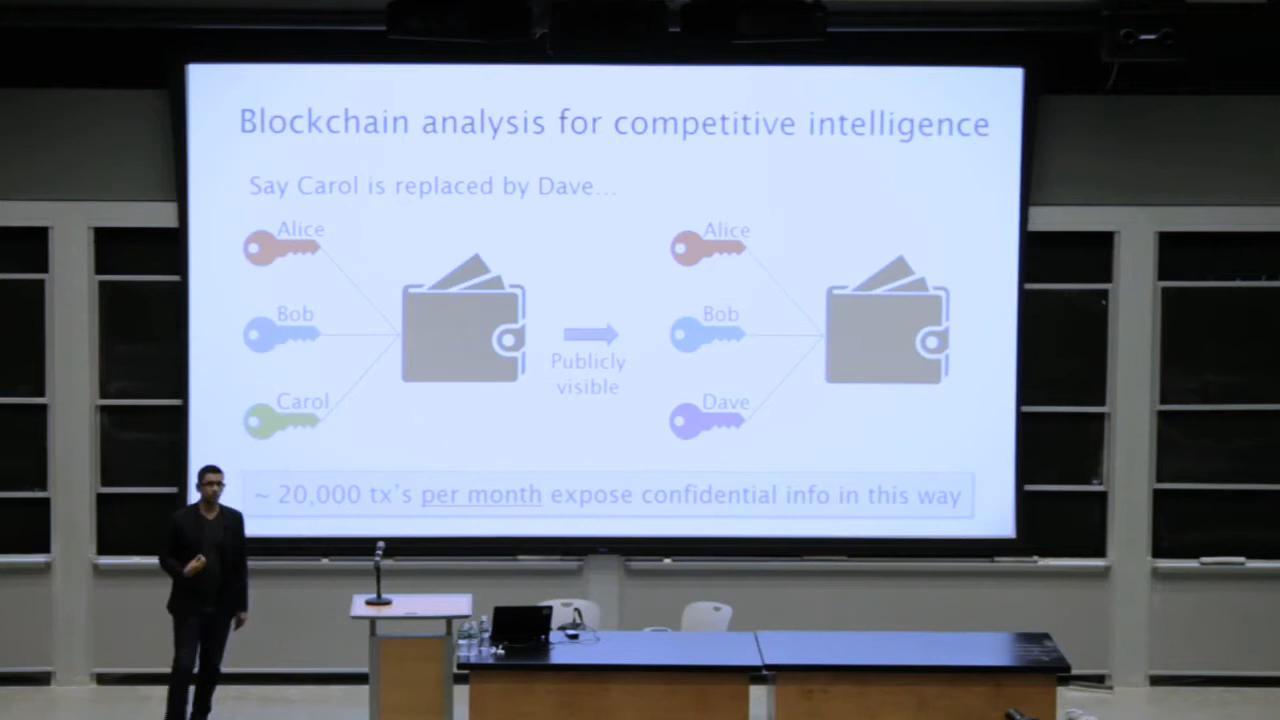 Blockchain analysis for competitive intelligence
Say Carol is replaced by Dave...
Alice
Bob
Carol
Publicly
visible
Alice
Bob
Dave
~ 20,000 tx's per month expose confidential info in this way